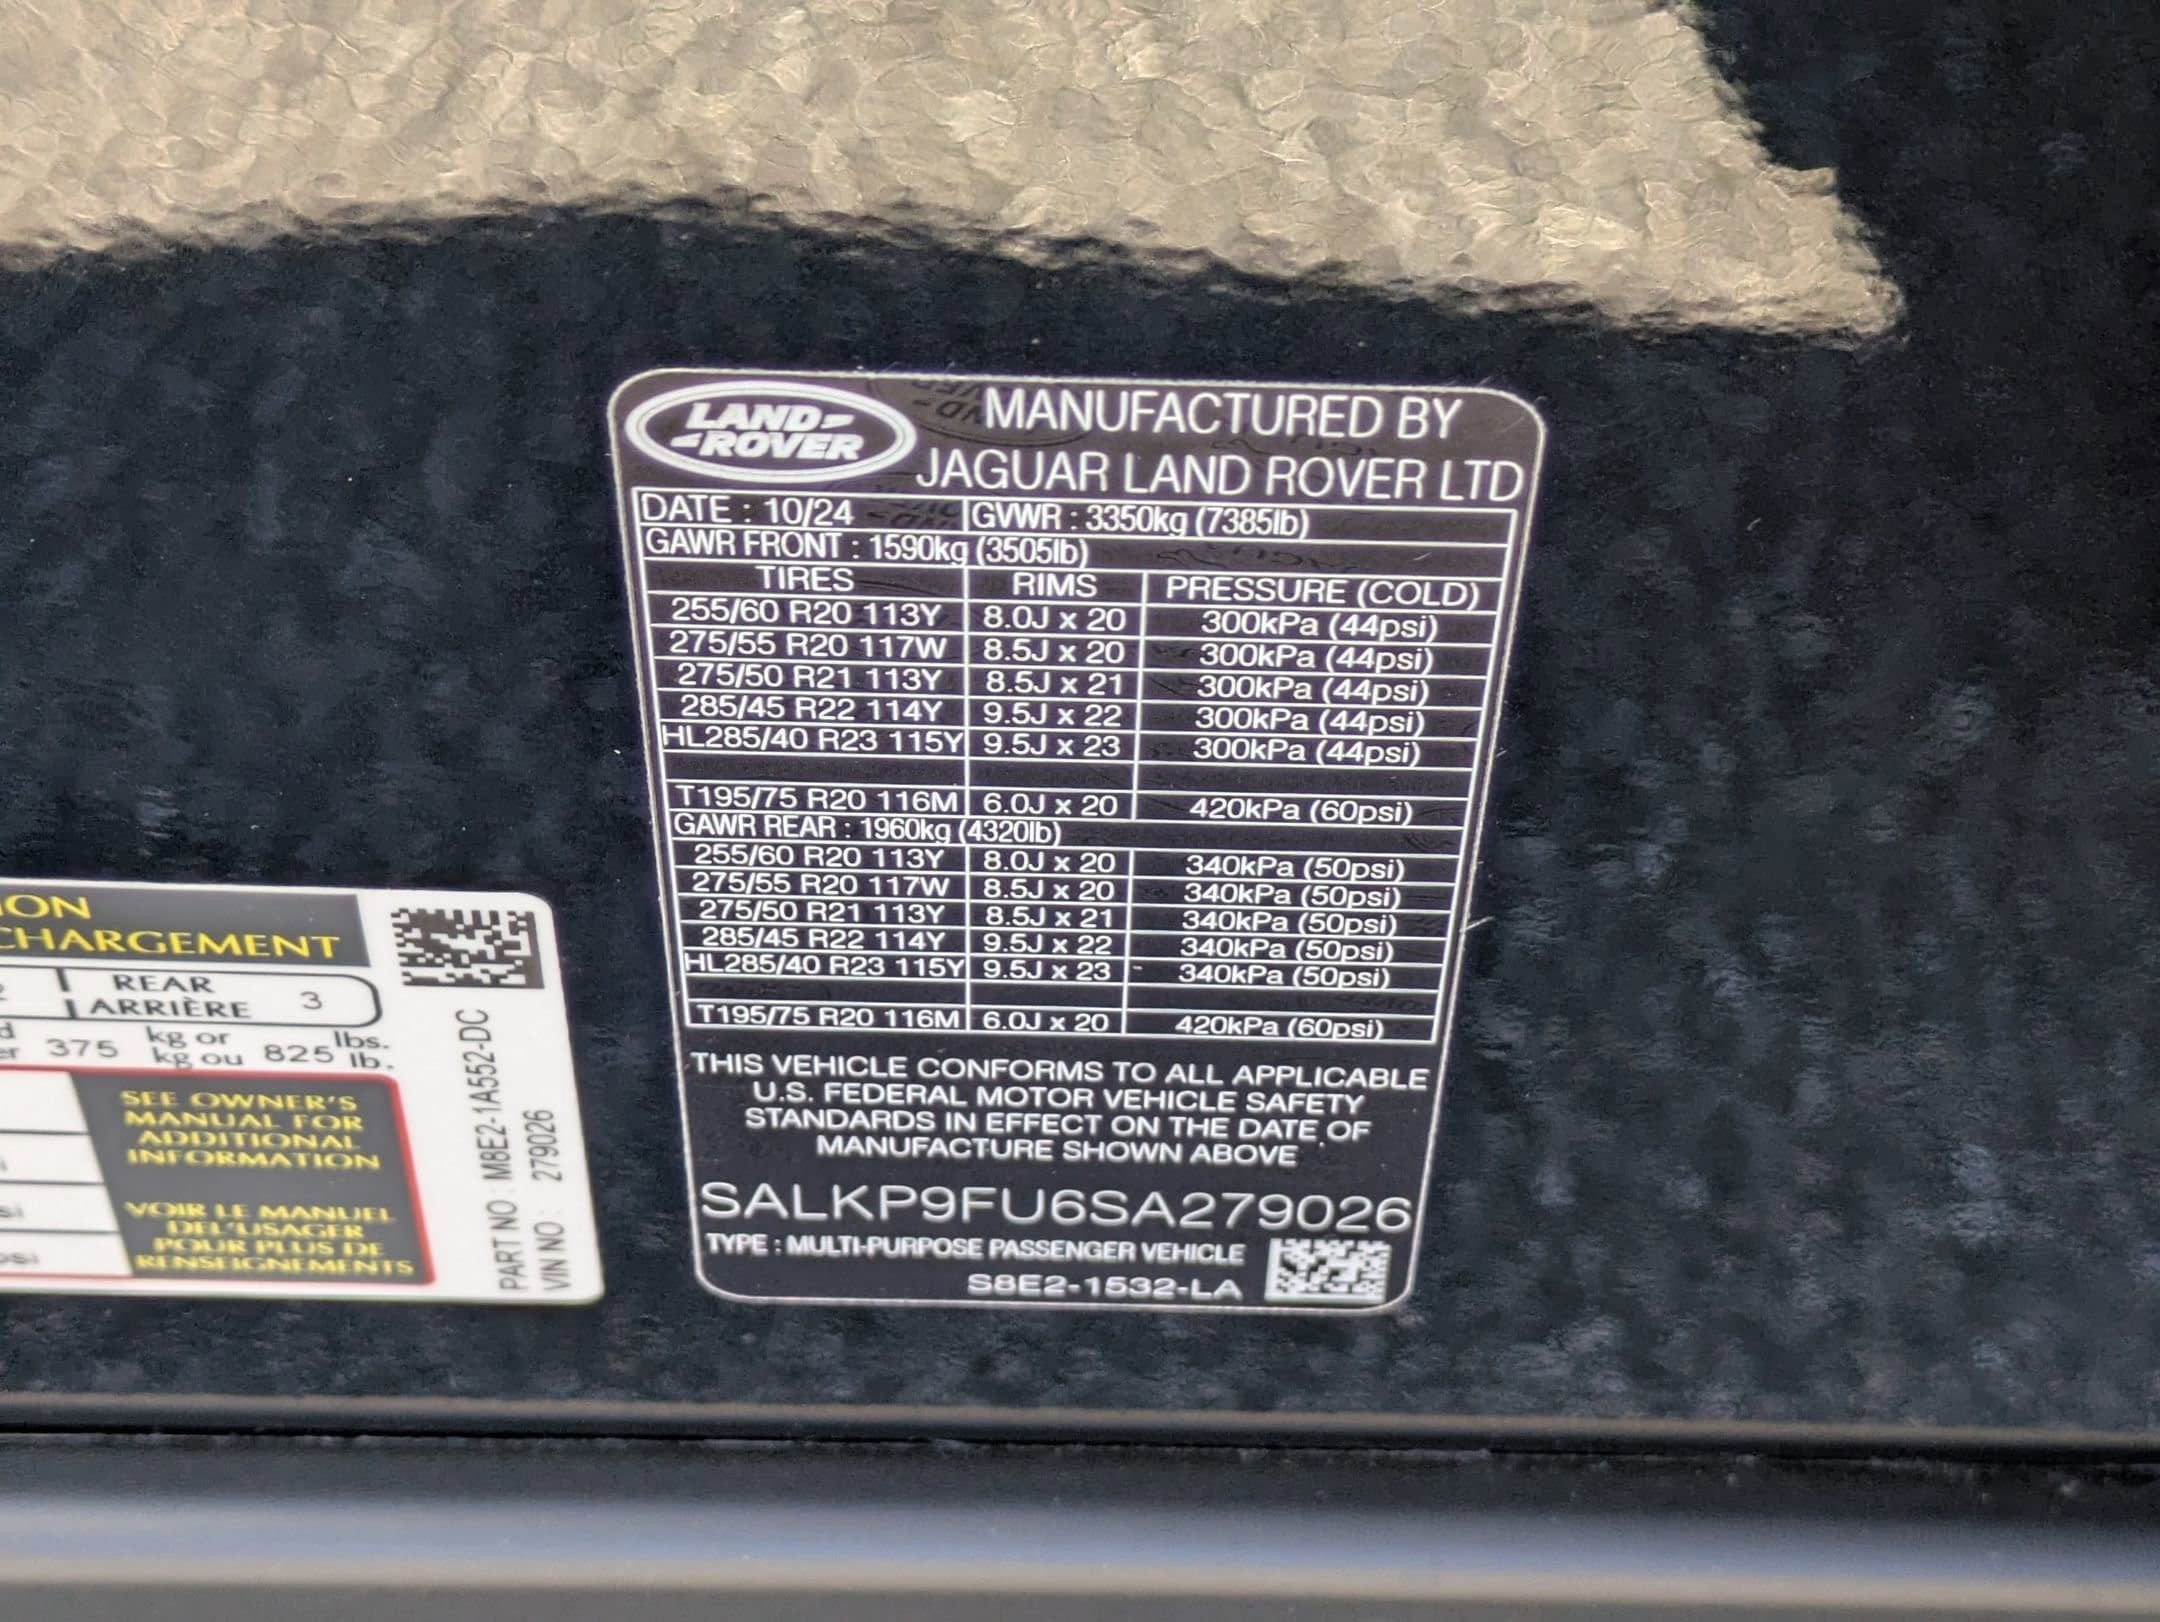 LAND
ROVER
MANUFACTURED BY
JAGUAR LAND ROVER LTD
DATE : 10/24 GVWR : 3350kg (7385lb)
GAWR FRONT : 1590kg (3505lb)
TIRES RIMS PRESSURE (COLD)
255/60 R20 113Y 8.0J x 20 300kPa (44psi)
275/55 R20 117W 8.5J x 20 300kPa (44psi)
275/50 R21 113Y 8.5J x 21 300kPa (44psi)
285/45 R22 114Y 9.5J x 22 300kPa (44psi)
HL285/40 R23 115Y 9.5J x 23 300kPa (44psi)
T195/75 R20 116M 6.0J x 20 420kPa (60psi)
GAWR REAR : 1960kg (4320lb)
255/60 R20 113Y 8.0J x 20 340kPa (50psi)
275/55 R20 117W 8.5J x 20 340kPa (50psi)
275/50 R21 113Y 8.5J x 21 340kPa (50psi)
285/45 R22 114Y 9.5J x 22 340kPa (50psi)
HL285/40 R23 115Y 9.5J x 23 340kPa (50psi)
T195/75 R20 116M 6.0J x 20 420kPa (60psi)
THIS VEHICLE CONFORMS TO ALL APPLICABLE
U.S. FEDERAL MOTOR VEHICLE SAFETY
STANDARDS IN EFFECT ON THE DATE OF
MANUFACTURE SHOWN ABOVE
SALKP9FU6SA279026
TYPE : MULTI-PURPOSE PASSENGER VEHICLE
S8E2-1532-LA
ION
CHARGEMENT
REAR
ARRIÈRE 3
375 kg or 825 lbs.
kg ou lb.
SEE OWNER'S
MANUAL FOR
ADDITIONAL
INFORMATION
VOIR LE MANUEL
DEL'USAGER
POUR PLUS DE
RENSEIGNEMENTS
PART NO : M8E2-1A552-DC
VIN NO : 279026